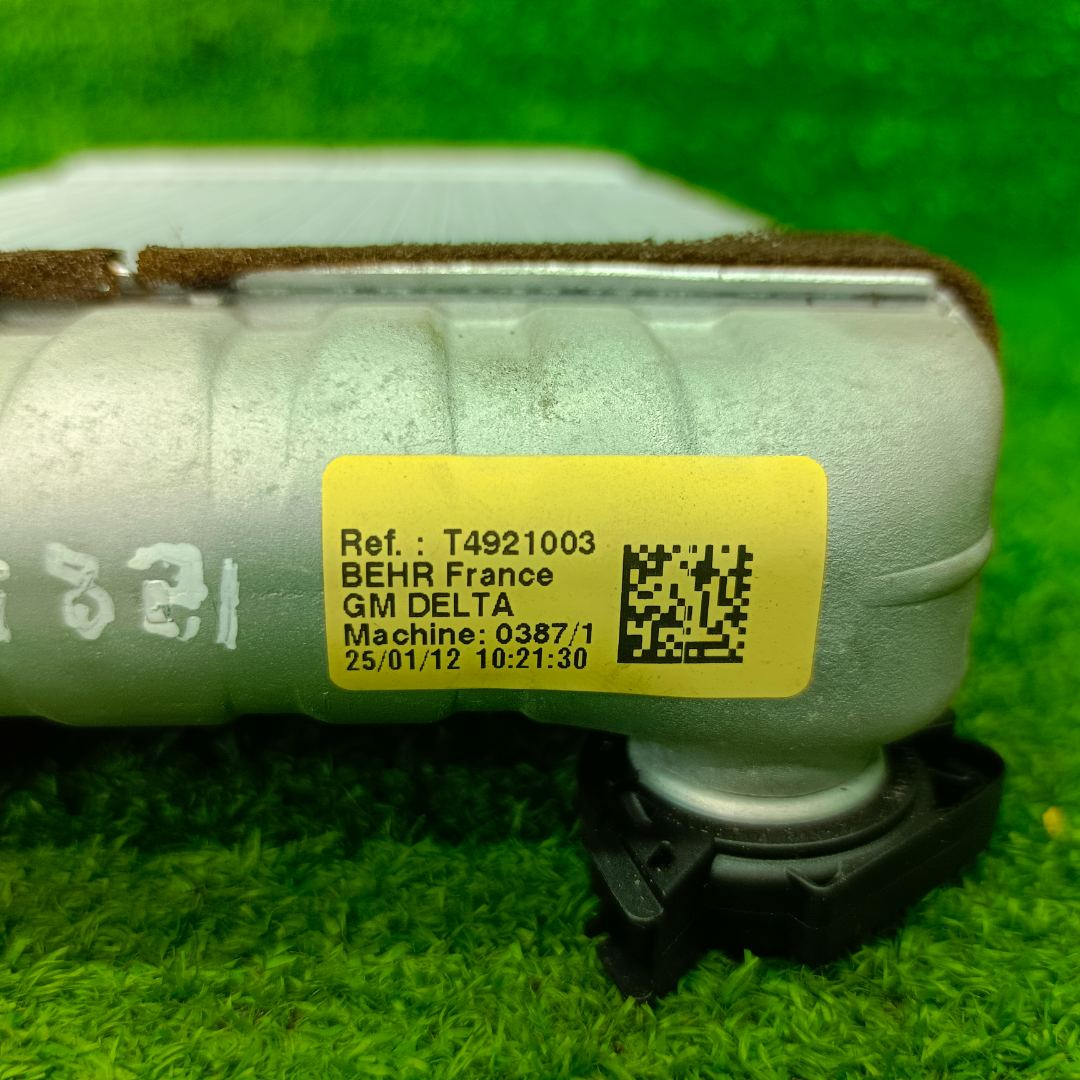 Ref. : T4921003
BEHR France
GM DELTA
Machine: 0387/1
25/01/12 10:21:30